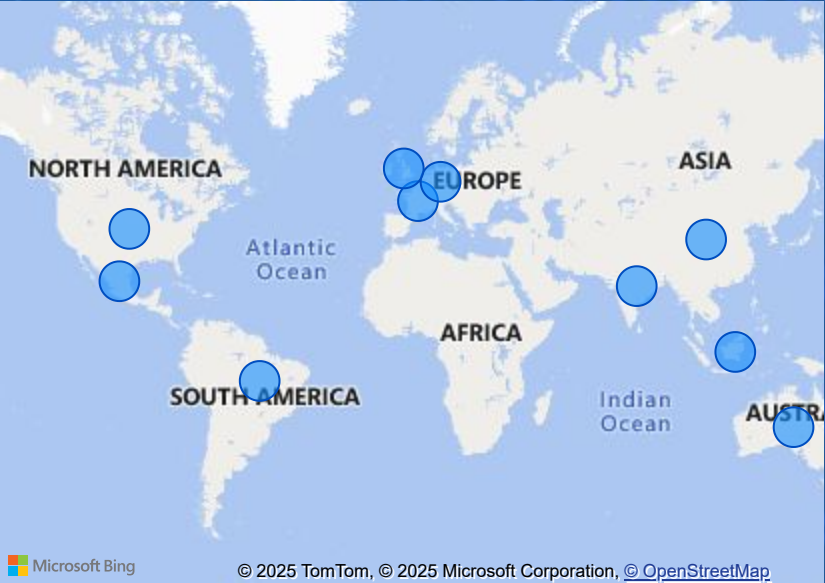 NORTH AMERICA
EUROPE
ASIA
Atlantic
Ocean
AFRICA
SOUTH AMERICA
Indian
Ocean
AUSTRA
Microsoft Bing
© 2025 TomTom, © 2025 Microsoft Corporation, © OpenStreetMap